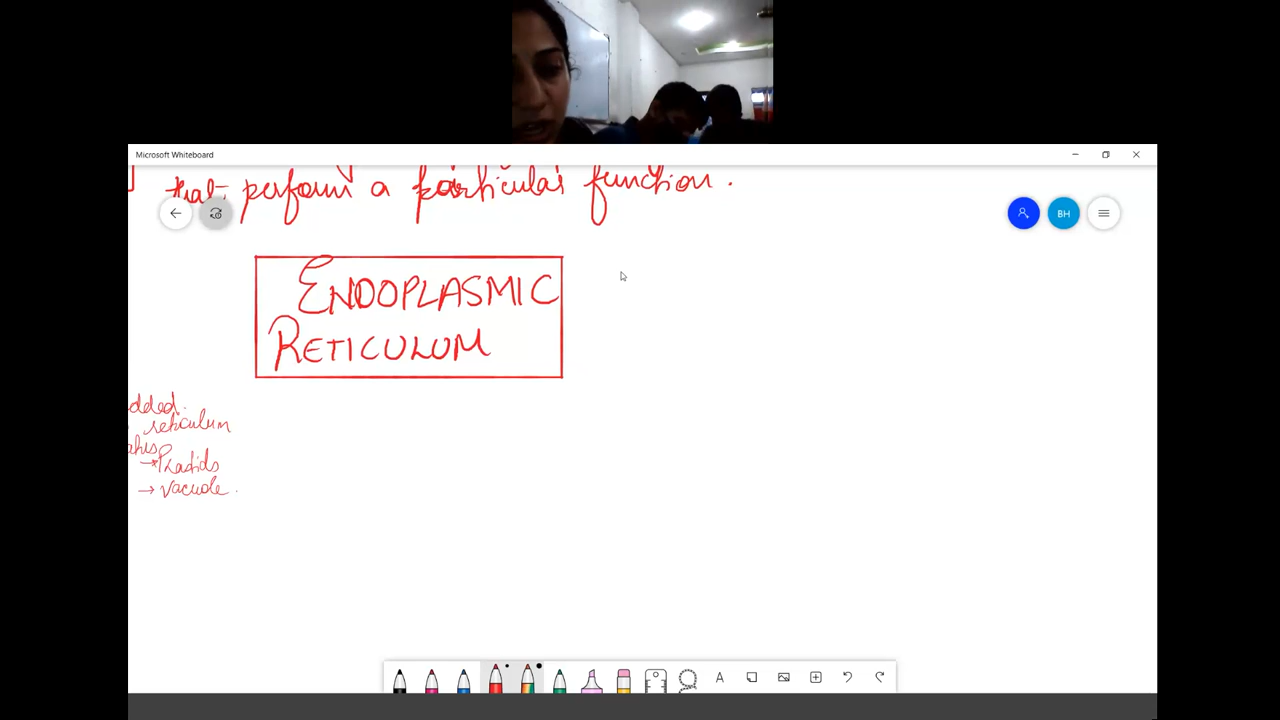 Microsoft Whiteboard
that perform a particular function.
BH
ENDOPLASMIC
RETICULUM
dded.
reticulum
→Plastids
→ vacuole.
A